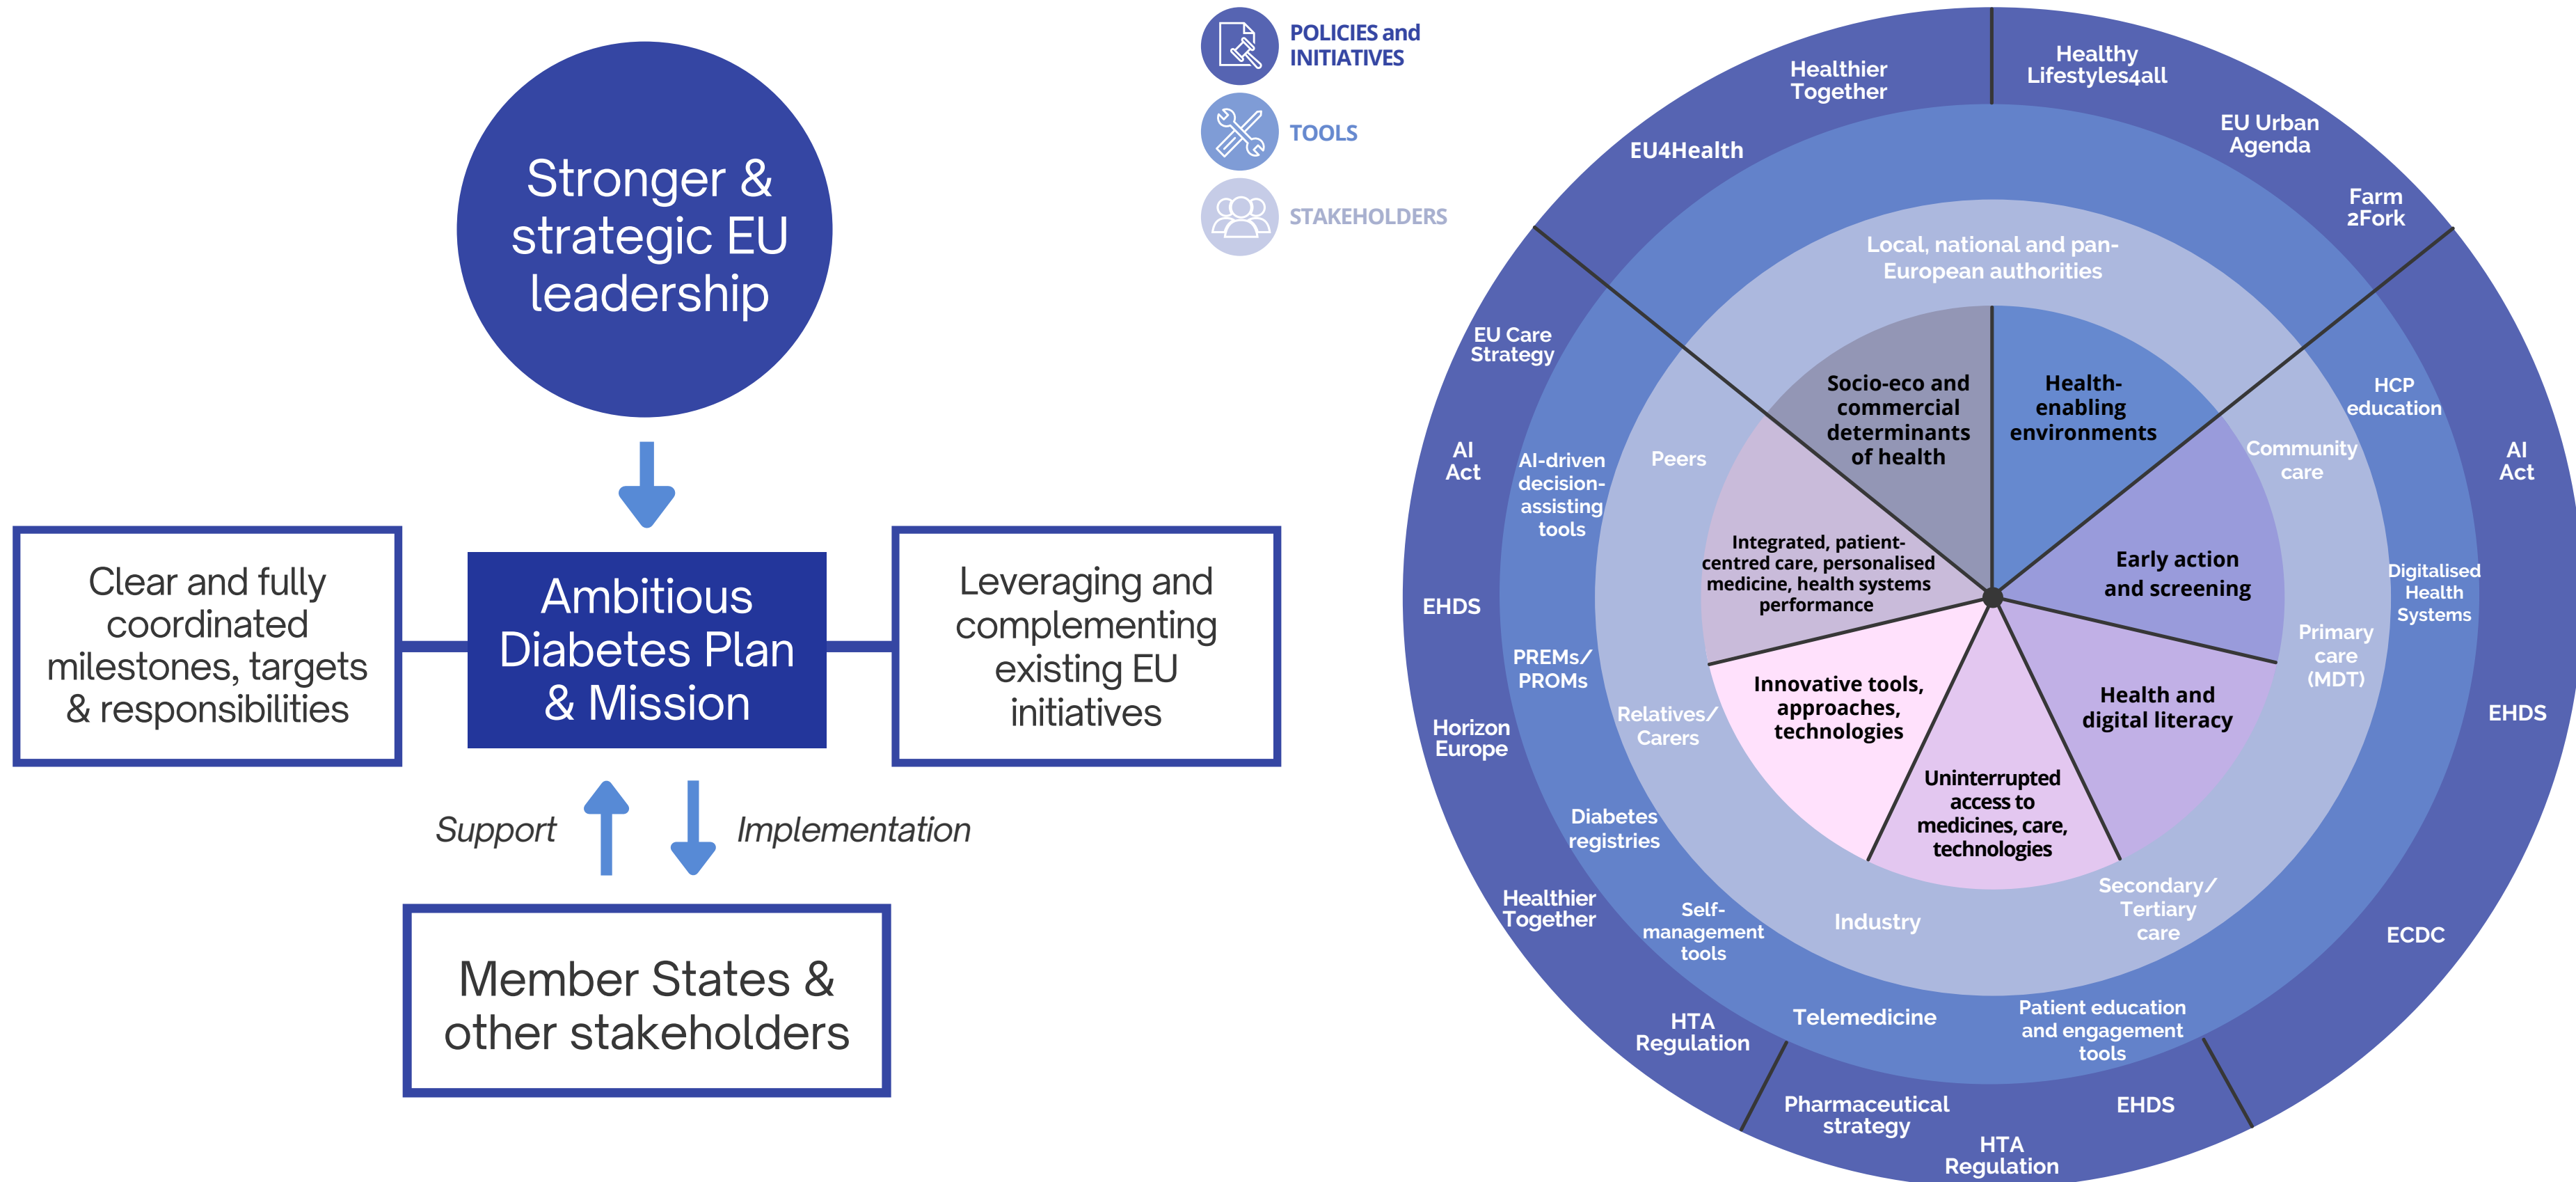 Stronger &
strategic EU
leadership
Clear and fully
coordinated
milestones, targets
& responsibilities
Ambitious
Diabetes Plan
& Mission
Leveraging and
complementing
existing EU
initiatives
Support
Implementation
Member States &
other stakeholders
POLICIES and
INITIATIVES
TOOLS
STAKEHOLDERS
Healthier
Together
EU4Health
Healthy
Lifestyles4all
EU Urban
Agenda
Farm
2Fork
EU Care
Strategy
AI
Act
EHDS
Horizon
Europe
Healthier
Together
HTA
Regulation
Pharmaceutical
strategy
HTA
Regulation
EHDS
AI
Act
EHDS
ECDC
AI-driven
decision-
assisting
tools
PREMs/
PROMs
Diabetes
registries
Self-
management
tools
Telemedicine
Patient education
and engagement
tools
HCP
education
Digitalised
Health
Systems
Local, national and pan-
European authorities
Peers
Relatives/
Carers
Industry
Secondary/
Tertiary
care
Primary
care
(MDT)
Community
care
Socio-eco and
commercial
determinants
of health
Health-
enabling
environments
Early action
and screening
Health and
digital literacy
Uninterrupted
access to
medicines, care,
technologies
Innovative tools,
approaches,
technologies
Integrated, patient-
centred care, personalised
medicine, health systems
performance